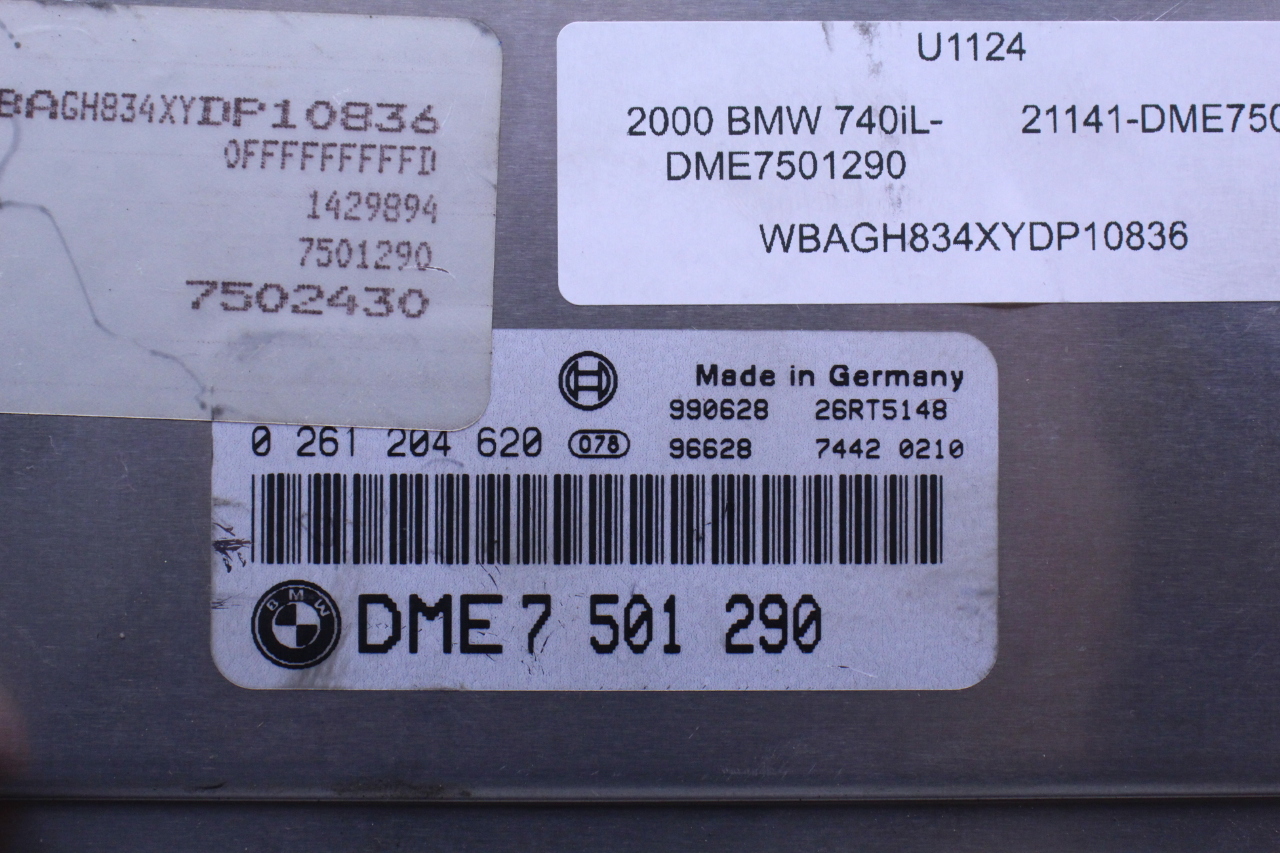 BAGH834XYDP10836
0FFFFFFFFFD
1429894
7501290
7502430
U1124
2000 BMW 740iL- 21141-DME750
DME7501290
WBAGH834XYDP10836
Made in Germany
990628 26RT5148
0 261 204 620 078 96628 7442 0210
BMW
DME 7 501 290